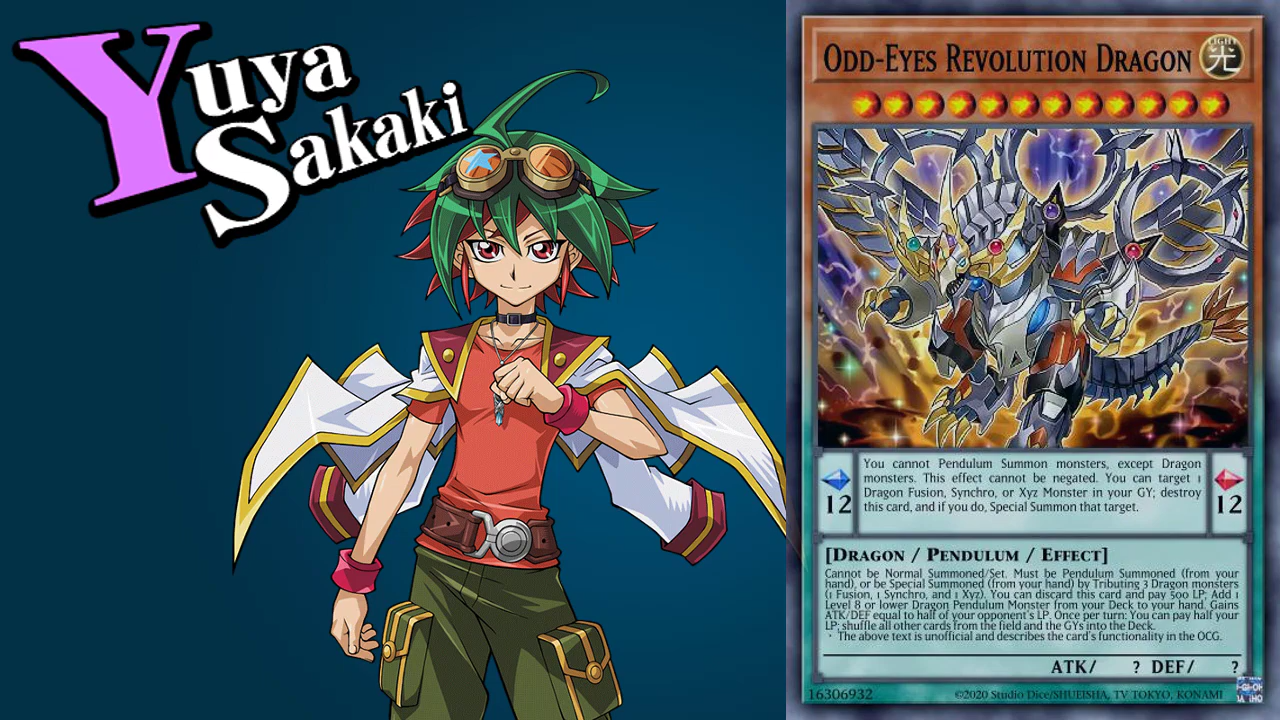 Yuya
Sakaki
ODD-EYES REVOLUTION DRAGON
LIGHT
光
You cannot Pendulum Summon monsters, except Dragon
monsters. This effect cannot be negated. You can target 1
Dragon Fusion, Synchro, or Xyz Monster in your GY; destroy
this card, and if you do, Special Summon that target.
12
12
[DRAGON / PENDULUM / EFFECT]
Cannot be Normal Summoned/Set. Must be Pendulum Summoned (from your
hand), or be Special Summoned (from your hand) by Tributing 3 Dragon monsters
(1 Fusion, 1 Synchro, and 1 Xyz). You can discard this card and pay 500 LP; Add 1
Level 8 or lower Dragon Pendulum Monster from your Deck to your hand. Gains
ATK/DEF equal to half of your opponent's LP. Once per turn: You can pay half your
LP; shuffle all other cards from the field and the GYs into the Deck.
· The above text is unofficial and describes the card's functionality in the OCG.
ATK/ ? DEF/ ?
16306932 ©2020 Studio Dice/SHUEISHA, TV TOKYO, KONAMI